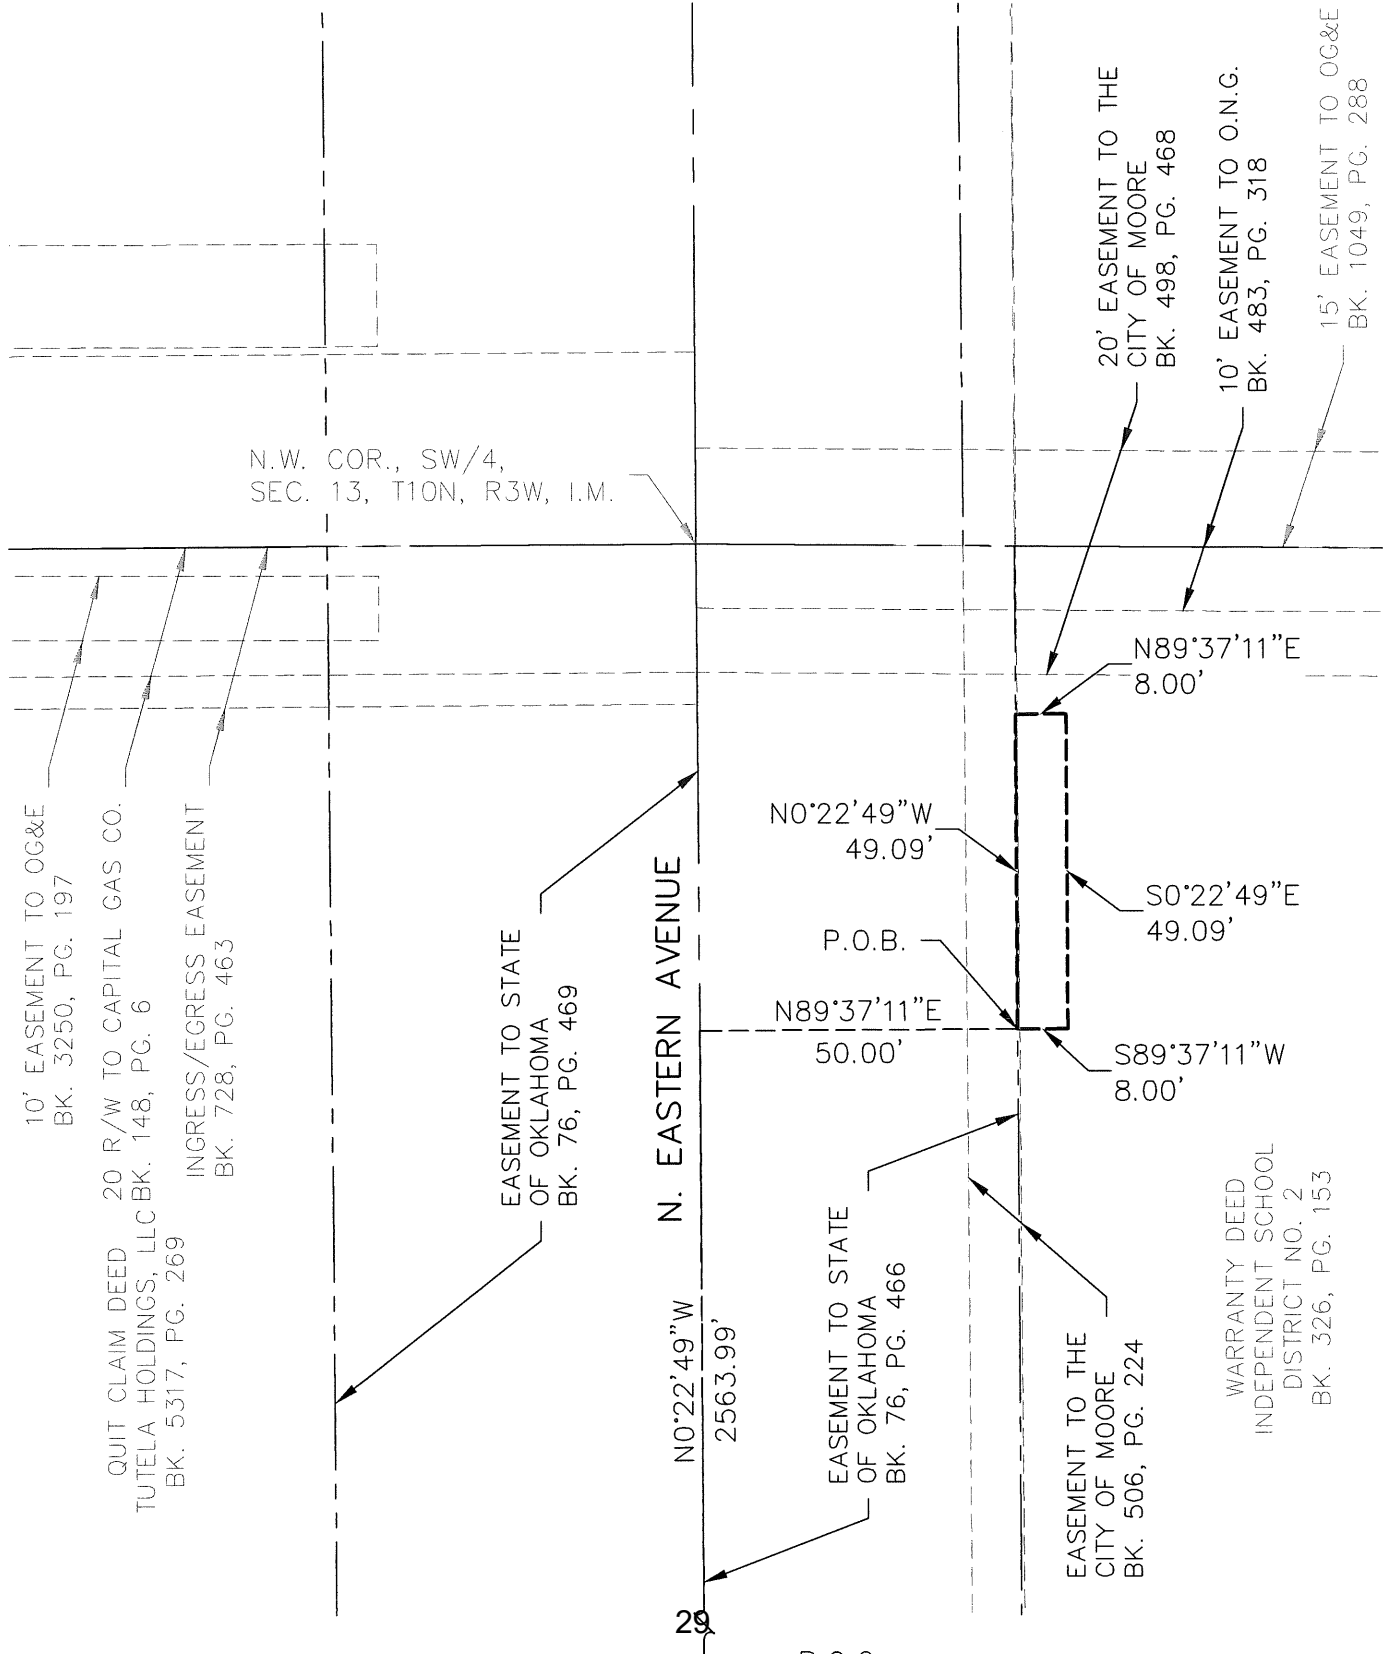 20' EASEMENT TO THE
CITY OF MOORE
BK. 498, PG. 468
10' EASEMENT TO O.N.G.
BK. 483, PG. 318
15' EASEMENT TO OG&E
BK. 1049, PG. 288
N.W. COR., SW/4,
SEC. 13, T10N, R3W, I.M.
N89°37'11"E
8.00'
N0°22'49"W
49.09'
S0°22'49"E
49.09'
P.O.B.
N89°37'11"E
50.00'
S89°37'11"W
8.00'
10' EASEMENT TO OG&E
BK. 3250, PG. 197
20 R/W TO CAPITAL GAS CO.
BK. 148, PG. 6
INGRESS/EGRESS EASEMENT
BK. 728, PG. 463
QUIT CLAIM DEED
TUTELA HOLDINGS, LLC
BK. 5317, PG. 269
EASEMENT TO STATE
OF OKLAHOMA
BK. 76, PG. 469
N. EASTERN AVENUE
N0°22'49"W
2563.99'
EASEMENT TO STATE
OF OKLAHOMA
BK. 76, PG. 466
EASEMENT TO THE
CITY OF MOORE
BK. 506, PG. 224
WARRANTY DEED
INDEPENDENT SCHOOL
DISTRICT NO. 2
BK. 326, PG. 153
29